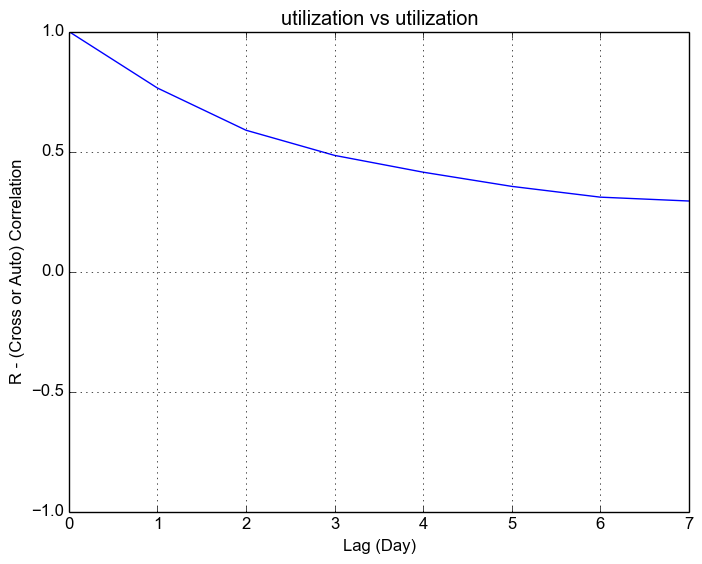 utilization vs utilization
1.0
0.5
0.0
−0.5
−1.0
R - (Cross or Auto) Correlation
0 1 2 3 4 5 6 7
Lag (Day)